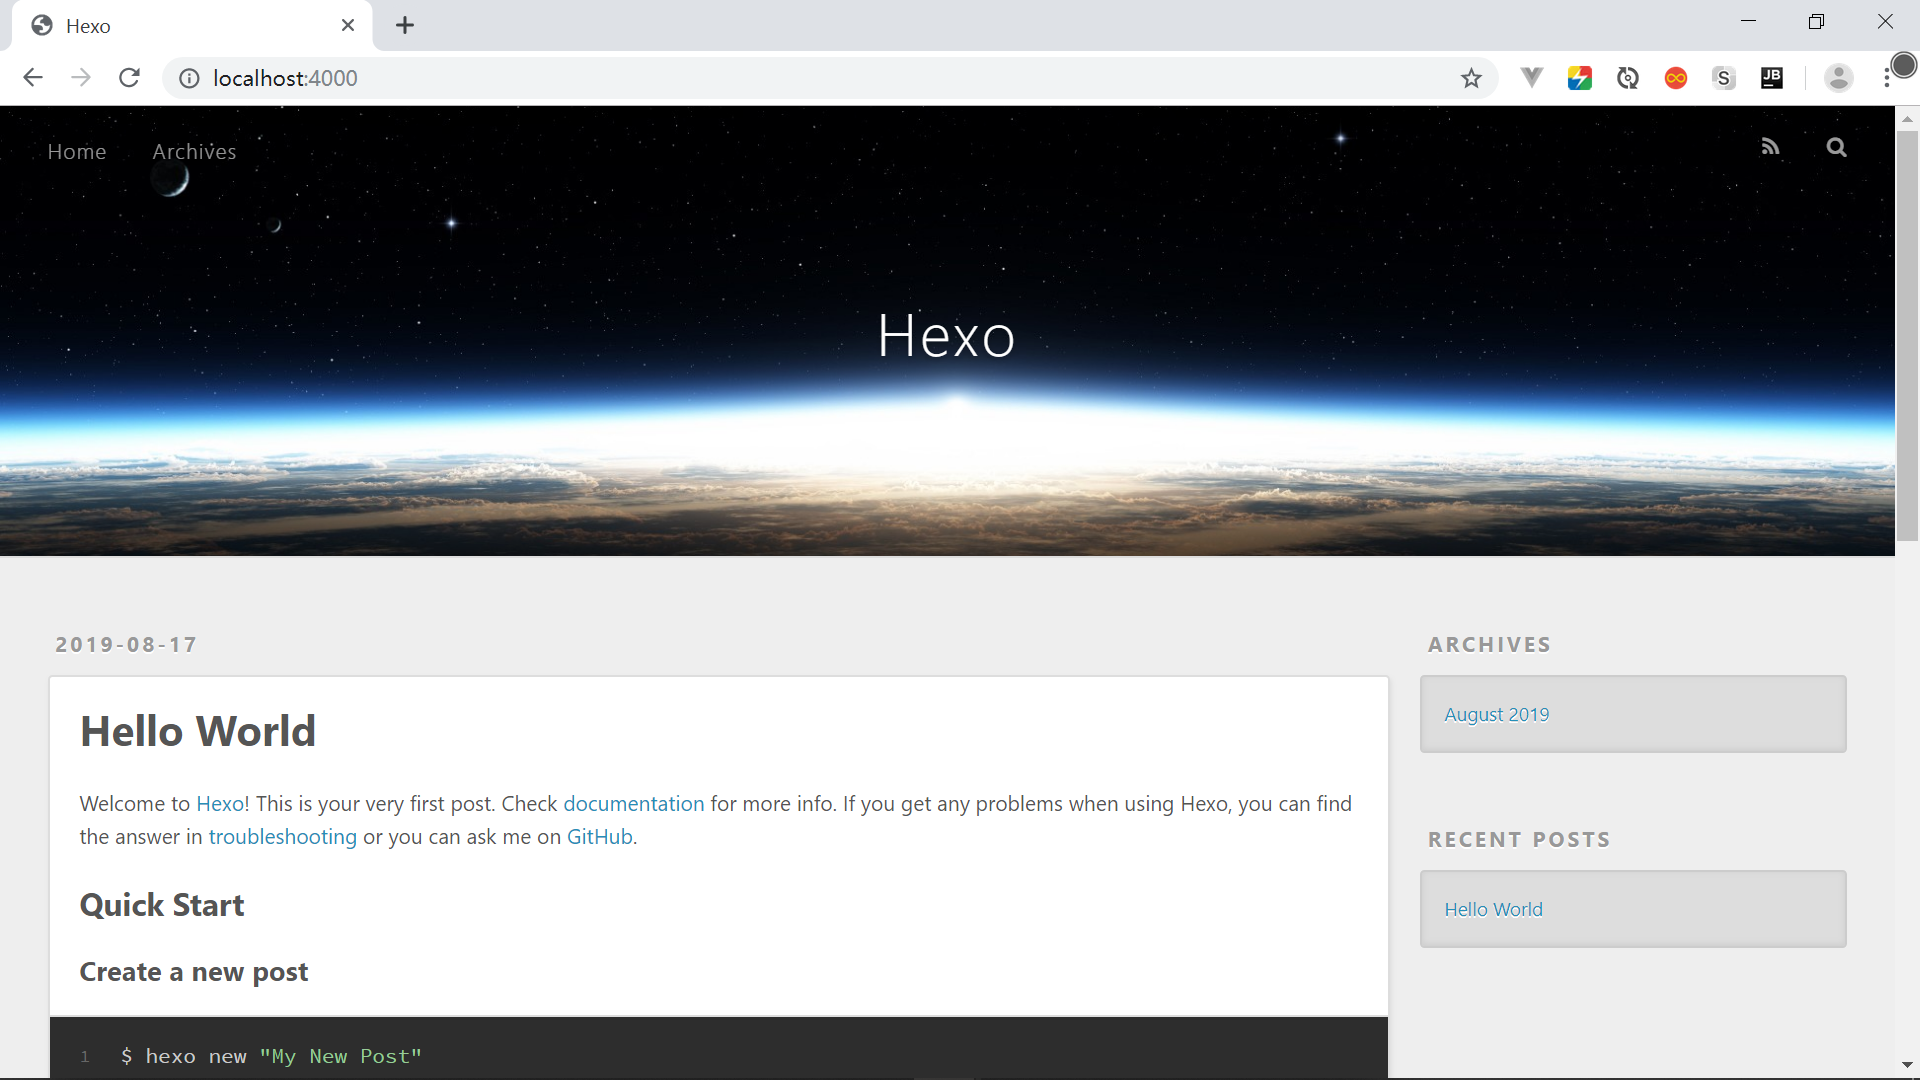 Hexo
localhost:4000
S
JB
Home Archives
Hexo
2019-08-17
Hello World
Welcome to Hexo! This is your very first post. Check documentation for more info. If you get any problems when using Hexo, you can find
the answer in troubleshooting or you can ask me on GitHub.
Quick Start
Create a new post
1 $ hexo new "My New Post"
ARCHIVES
August 2019
RECENT POSTS
Hello World